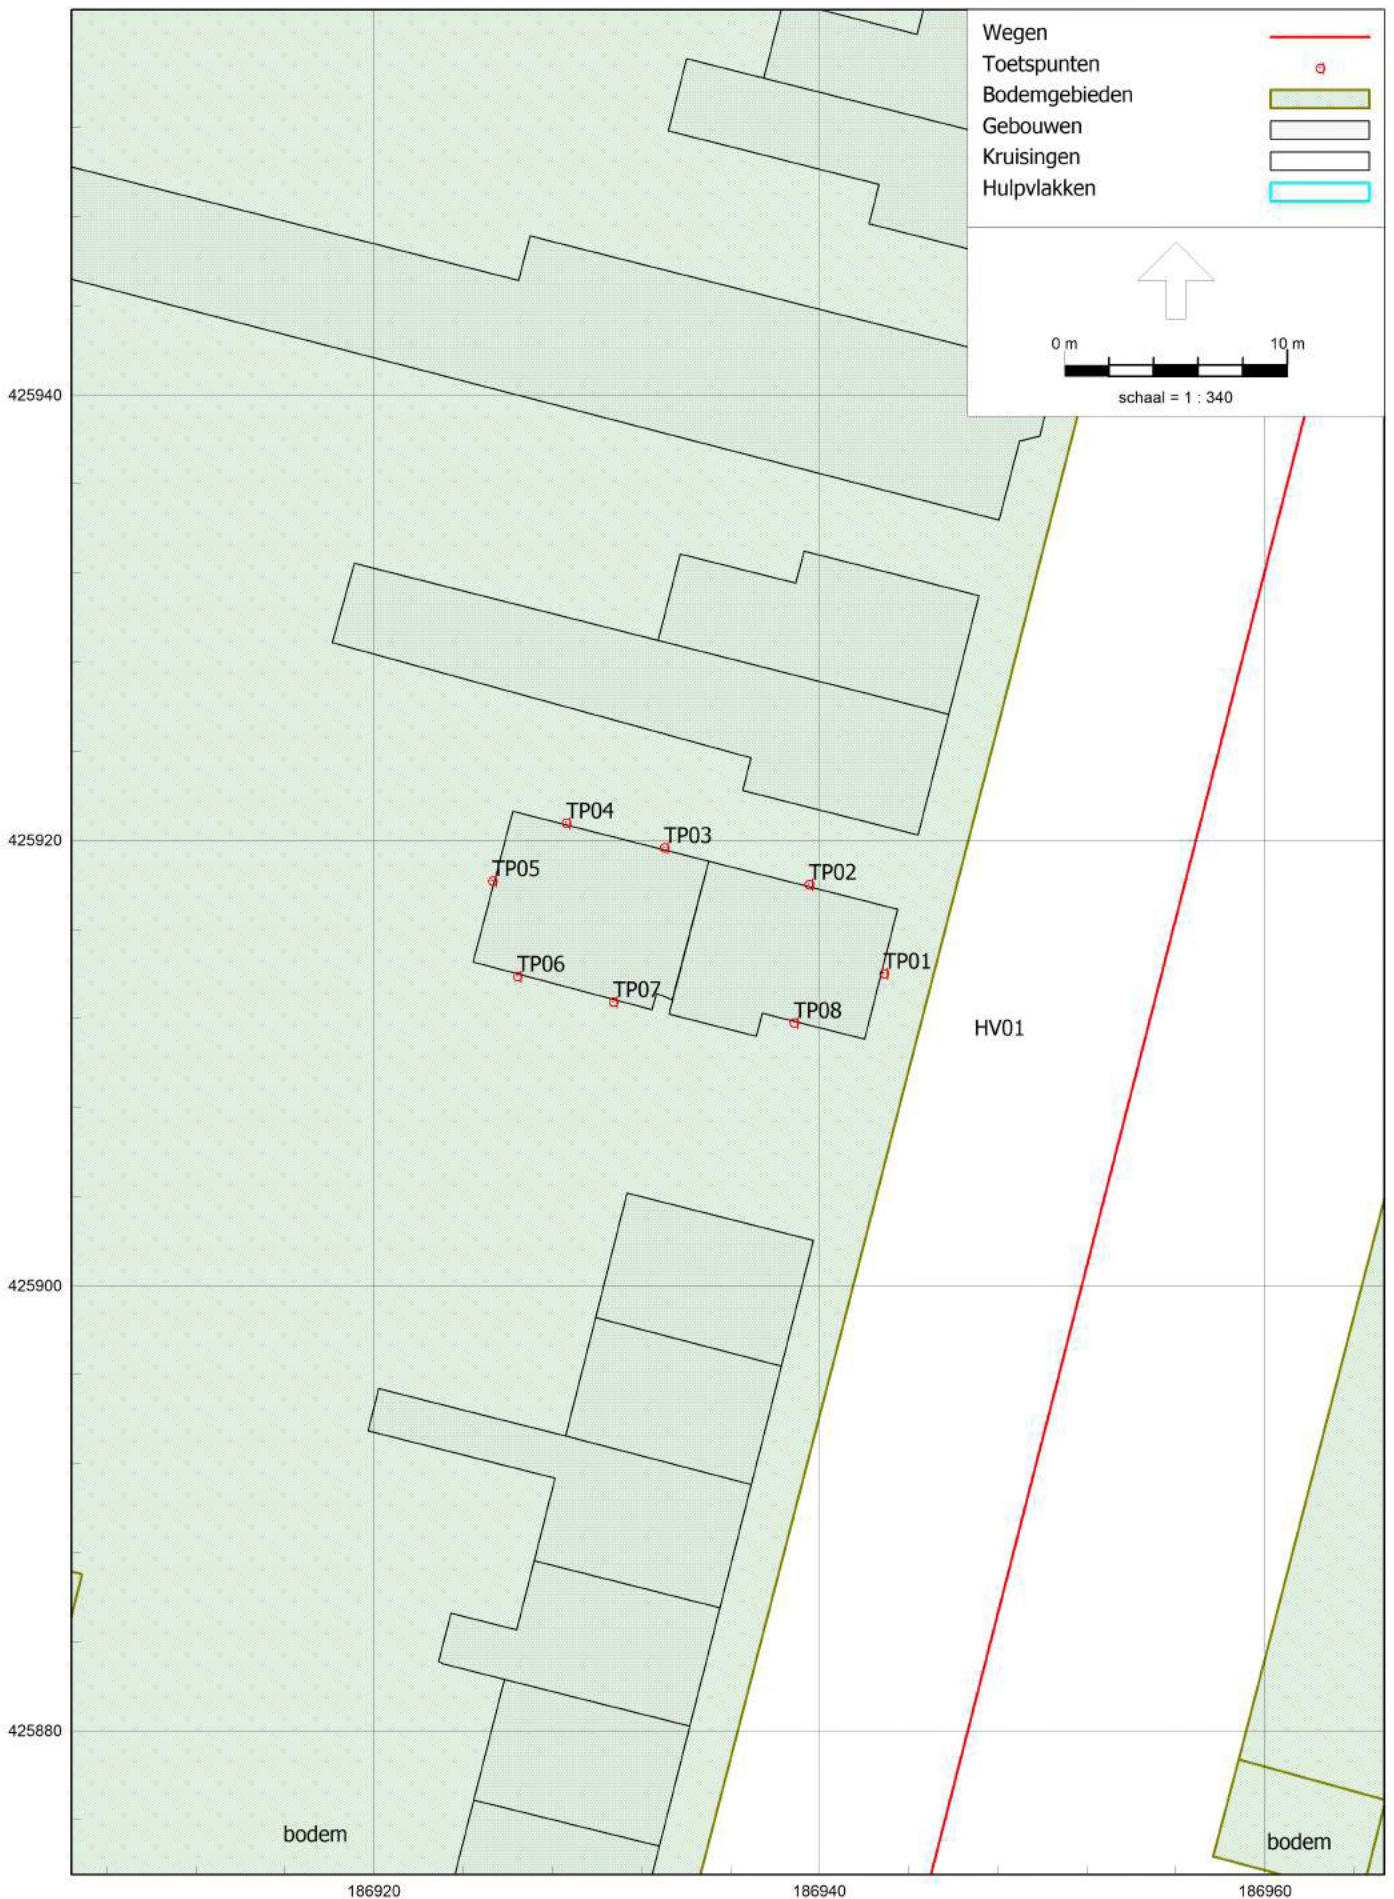 Wegen
Toetspunten
Bodemgebieden
Gebouwen
Kruisingen
Hulpvlakken
0 m 10 m
schaal = 1 : 340
425940
TP04
TP03
425920
TP02
TP05
TP06
TP01
TP07
TP08
HV01
425900
425880
bodem
bodem
186920 186940 186960